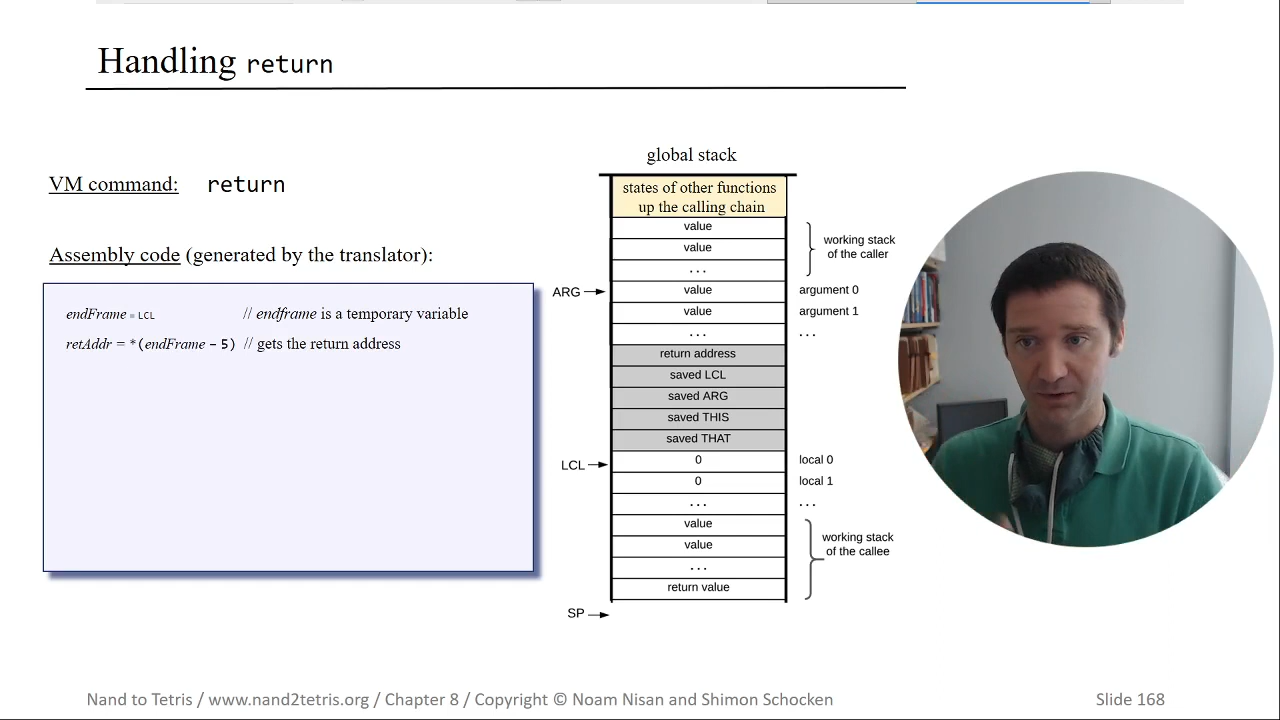 Handling return
VM command: return
Assembly code (generated by the translator):
endFrame = LCL // endframe is a temporary variable
retAddr = *(endFrame – 5) // gets the return address
global stack
states of other functions
up the calling chain
value
value
...
working stack
of the caller
ARG value argument 0
value argument 1
... ...
return address
saved LCL
saved ARG
saved THIS
saved THAT
LCL 0 local 0
0 local 1
... ...
value
value
...
return value
working stack
of the callee
SP
Nand to Tetris / www.nand2tetris.org / Chapter 8 / Copyright © Noam Nisan and Shimon Schocken
Slide 168